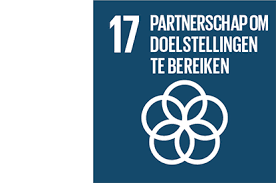 17 PARTNERSCHAP OM
DOELSTELLINGEN
TE BEREIKEN